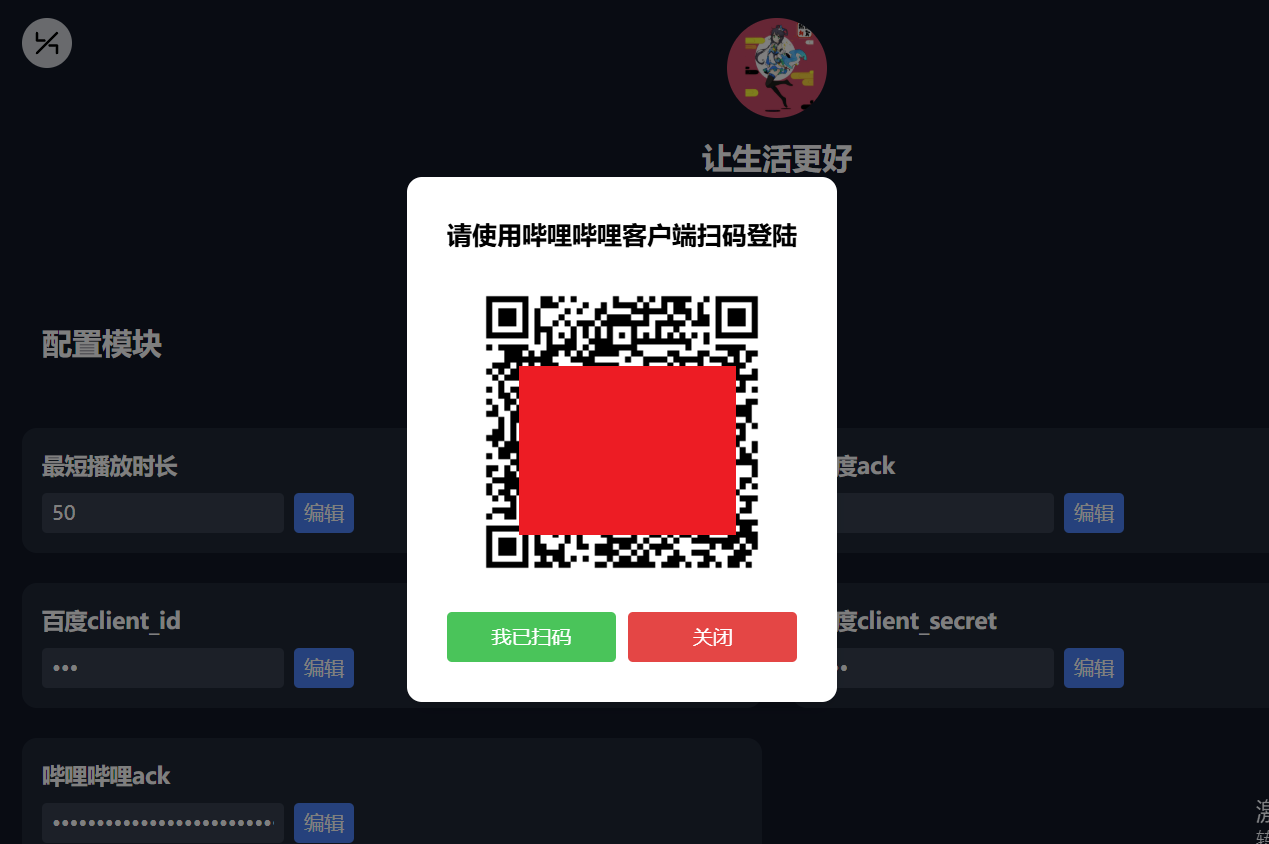 让生活更好
请使用哔哩哔哩客户端扫码登陆
配置模块
最短播放时长
度ack
50
编辑
编辑
百度client_id
度client_secret
•••
编辑
••
编辑
我已扫码
关闭
哔哩哔哩ack
编辑